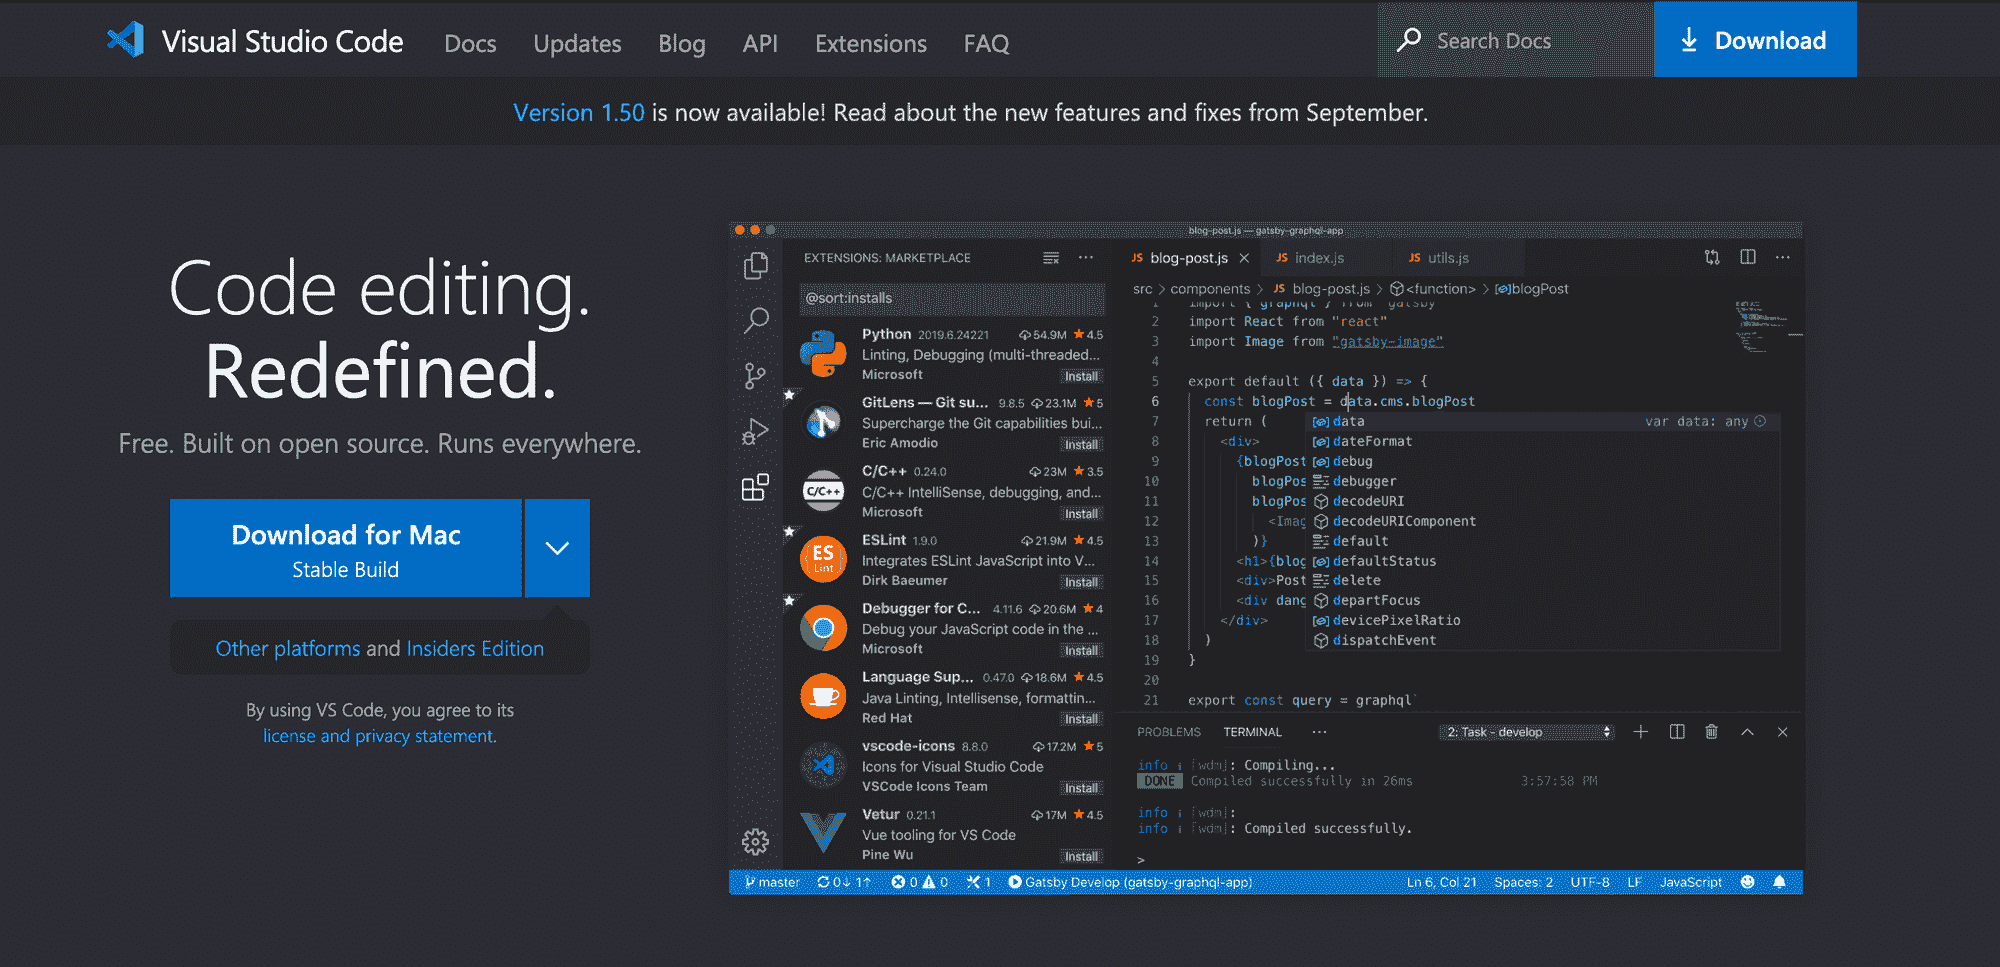 Visual Studio Code Docs Updates Blog API Extensions FAQ Search Docs Download
Version 1.50 is now available! Read about the new features and fixes from September.
Code editing.
Redefined.
Free. Built on open source. Runs everywhere.
Download for Mac
Stable Build
Other platforms and Insiders Edition
By using VS Code, you agree to its
license and privacy statement.
blog-post.js — gatsby-graphql-app
EXTENSIONS: MARKETPLACE ···
@sort:installs
Python 2019.6.24221 54.9M ★ 4.5
Linting, Debugging (multi-threaded...
Microsoft Install
GitLens — Git su... 9.8.5 23.1M ★ 5
Supercharge the Git capabilities bui...
Eric Amodio Install
C/C++
C/C++ 0.24.0 23M ★ 3.5
C/C++ IntelliSense, debugging, and...
Microsoft Install
ES
Lint
ESLint 1.9.0 21.9M ★ 4.5
Integrates ESLint JavaScript into V...
Dirk Baeumer Install
Debugger for C... 4.11.6 20.6M ★ 4
Debug your JavaScript code in the ...
Microsoft Install
Language Sup... 0.47.0 18.6M ★ 4.5
Java Linting, Intellisense, formattin...
Red Hat Install
vscode-icons 8.8.0 17.2M ★ 5
Icons for Visual Studio Code
VSCode Icons Team Install
Vetur 0.21.1 17M ★ 4.5
Vue tooling for VS Code
Pine Wu Install
JS blog-post.js × JS index.js JS utils.js ···
src > components > JS blog-post.js > <function> > blogPost
1 import { graphql } from "gatsby"
2 import React from "react"
3 import Image from "gatsby-image"
4
5 export default ({ data }) => {
6 const blogPost = data.cms.blogPost
7 return (
8 <div>
9 {blogPost
10 blogPos
11 blogPos
12 <Imag
13 )}
14 <h1>{blog
15 <div>Post
16 <div dang
17 </div>
18 )
19 }
20
21 export const query = graphql`
data var data: any
dateFormat
debug
debugger
decodeURI
decodeURIComponent
default
defaultStatus
delete
departFocus
devicePixelRatio
dispatchEvent
PROBLEMS TERMINAL ··· 2: Task - develop
info i [wdm]: Compiling...
DONE Compiled successfully in 26ms 3:57:58 PM
info i [wdm]:
info i [wdm]: Compiled successfully.
>
master 0↓ 1↑ 0 0 1 Gatsby Develop (gatsby-graphql-app) Ln 6, Col 21 Spaces: 2 UTF-8 LF JavaScript